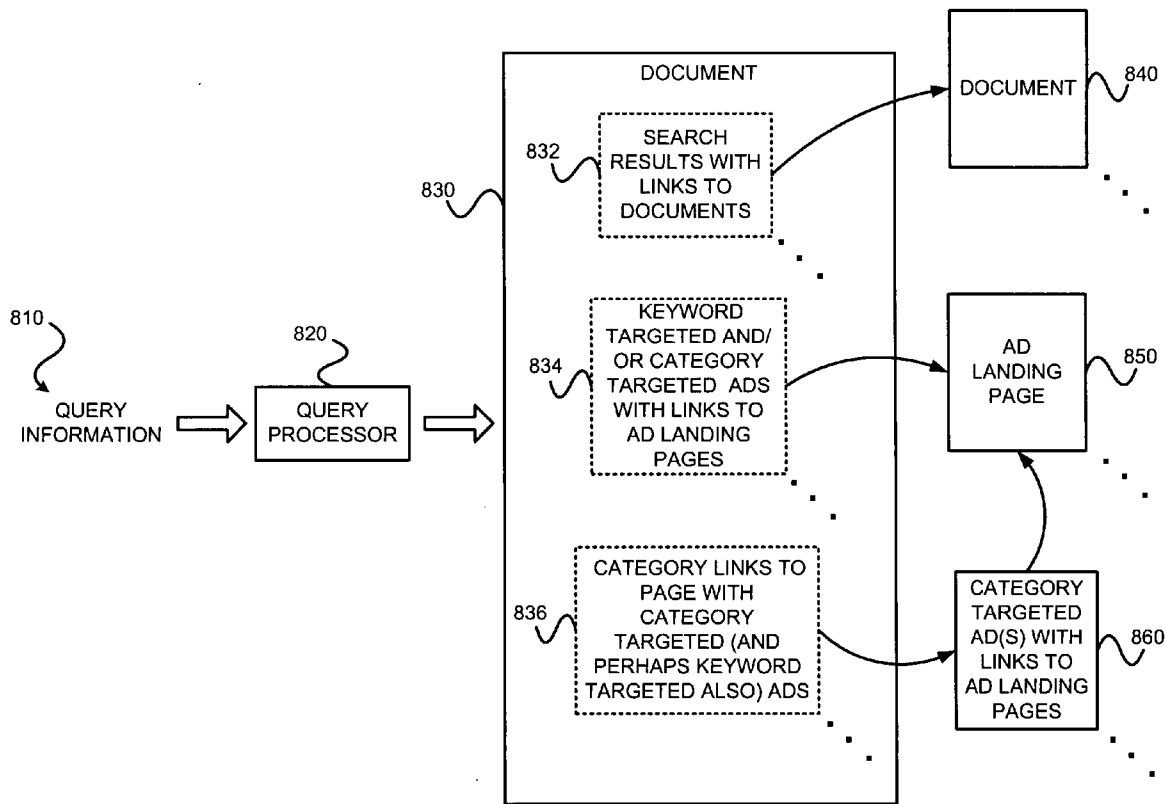 810
QUERY
INFORMATION
820
QUERY
PROCESSOR
830
DOCUMENT
832
SEARCH
RESULTS WITH
LINKS TO
DOCUMENTS
834
KEYWORD
TARGETED AND/
OR CATEGORY
TARGETED ADS
WITH LINKS TO
AD LANDING
PAGES
836
CATEGORY LINKS TO
PAGE WITH
CATEGORY
TARGETED (AND
PERHAPS KEYWORD
TARGETED ALSO) ADS
DOCUMENT
840
AD
LANDING
PAGE
850
CATEGORY
TARGETED
AD(S) WITH
LINKS TO
AD LANDING
PAGES
860